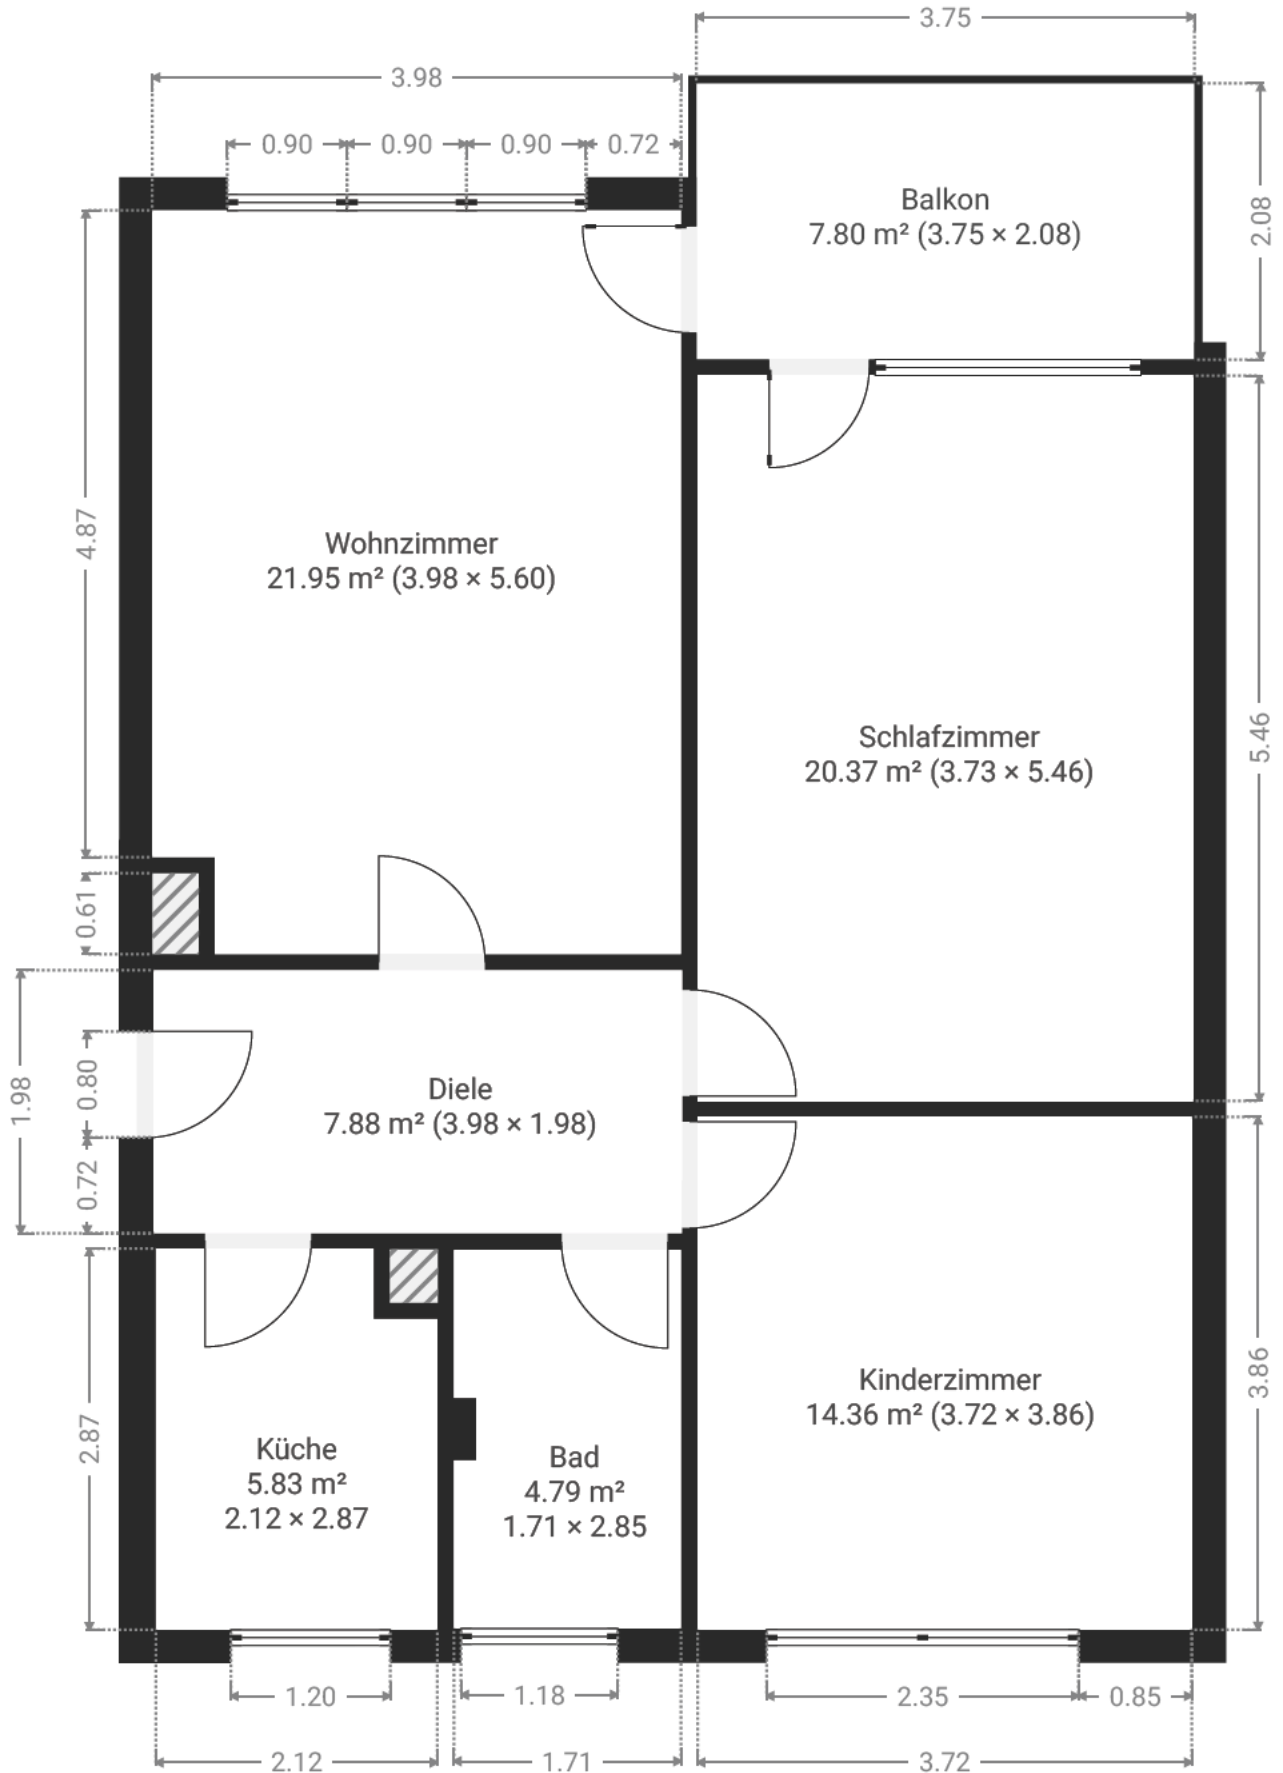 3.75
3.98
0.90
0.90
0.90
0.72
Balkon
7.80 m² (3.75 × 2.08)
2.08
4.87
Wohnzimmer
21.95 m² (3.98 × 5.60)
Schlafzimmer
20.37 m² (3.73 × 5.46)
5.46
0.61
1.98
0.80
0.72
Diele
7.88 m² (3.98 × 1.98)
Kinderzimmer
14.36 m² (3.72 × 3.86)
3.86
2.87
Küche
5.83 m²
2.12 × 2.87
Bad
4.79 m²
1.71 × 2.85
1.20
1.18
2.35
0.85
2.12
1.71
3.72